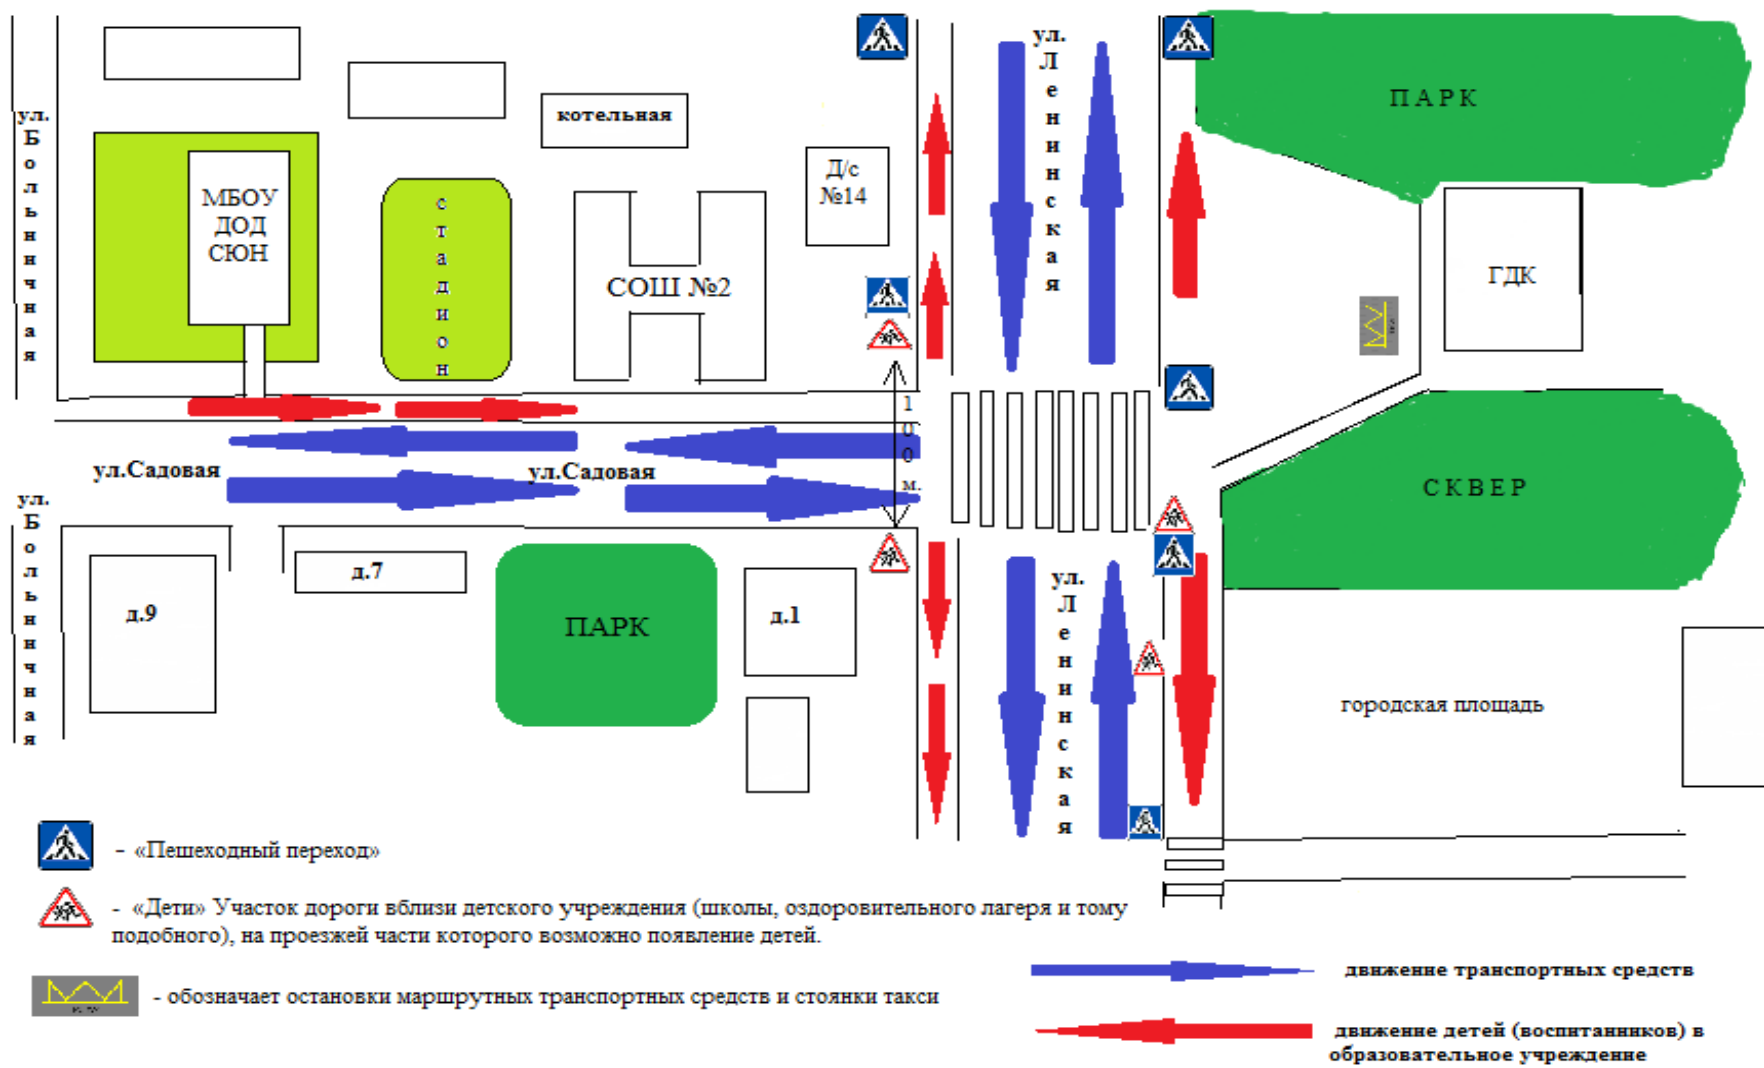 ул.
Больничная
МБОУ
ДОД
СЮН
стадион
котельная
СОШ №2
Д/с
№14
ул.
Ленинская
ПАРК
ГДК
100 м.
ул.Садовая
ул.Садовая
СКВЕР
ул.
Больничная
д.9
д.7
ПАРК
д.1
ул.
Ленинская
городская площадь
- «Пешеходный переход»
- «Дети» Участок дороги вблизи детского учреждения (школы, оздоровительного лагеря и тому
подобного), на проезжей части которого возможно появление детей.
- обозначает остановки маршрутных транспортных средств и стоянки такси
движение транспортных средств
движение детей (воспитанников) в
образовательное учреждение